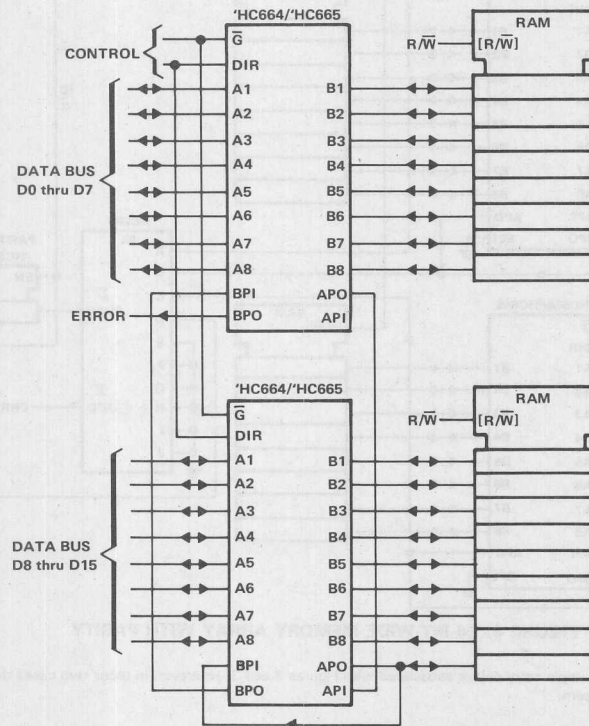 'HC664/'HC665
RAM
R/W̅ [R/W̅]
CONTROL
G̅
DIR
A1 B1
A2 B2
A3 B3
A4 B4
DATA BUS
D0 thru D7
A5 B5
A6 B6
A7 B7
A8 B8
BPI APO
ERROR BPO API
'HC664/'HC665
RAM
R/W̅ [R/W̅]
G̅
DIR
A1 B1
A2 B2
A3 B3
A4 B4
DATA BUS
D8 thru D15
A5 B5
A6 B6
A7 B7
A8 B8
BPI APO
BPO API